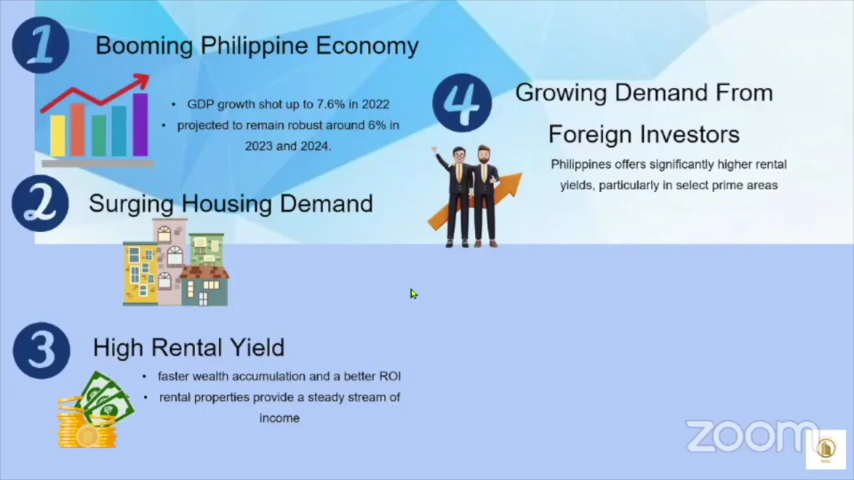 1
Booming Philippine Economy
• GDP growth shot up to 7.6% in 2022
• projected to remain robust around 6% in
2023 and 2024.
2
Surging Housing Demand
3
High Rental Yield
• faster wealth accumulation and a better ROI
• rental properties provide a steady stream of
income
4
Growing Demand From
Foreign Investors
Philippines offers significantly higher rental
yields, particularly in select prime areas
zoom